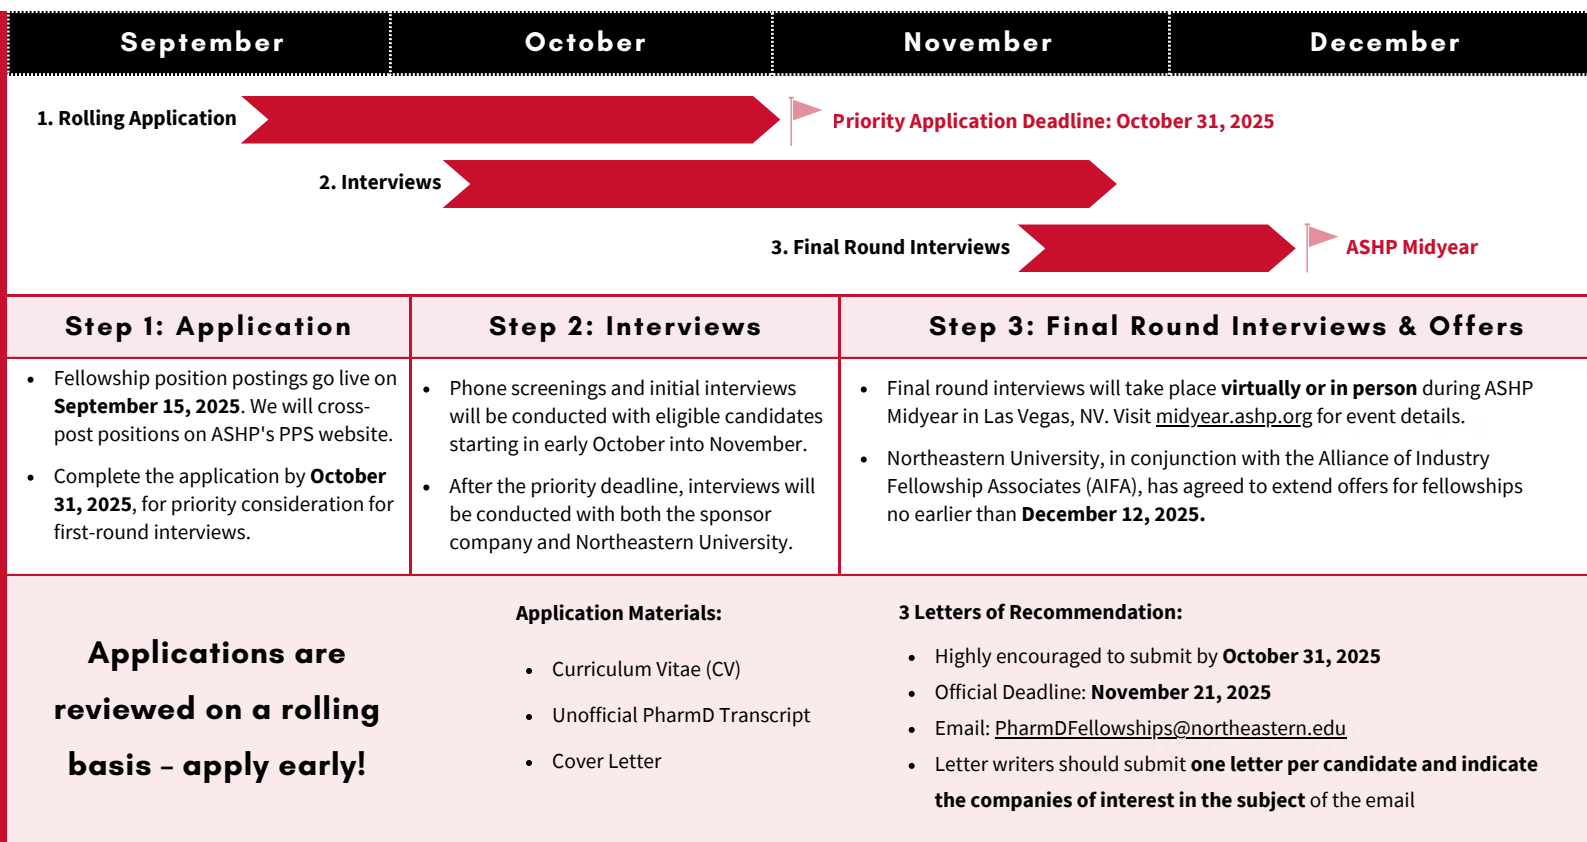 September
October
November
December
1. Rolling Application
Priority Application Deadline: October 31, 2025
2. Interviews
3. Final Round Interviews
ASHP Midyear
Step 1: Application
• Fellowship position postings go live on
September 15, 2025. We will cross-
post positions on ASHP's PPS website.
• Complete the application by October
31, 2025, for priority consideration for
first-round interviews.
Step 2: Interviews
• Phone screenings and initial interviews
will be conducted with eligible candidates
starting in early October into November.
• After the priority deadline, interviews will
be conducted with both the sponsor
company and Northeastern University.
Step 3: Final Round Interviews & Offers
• Final round interviews will take place virtually or in person during ASHP
Midyear in Las Vegas, NV. Visit midyear.ashp.org for event details.
• Northeastern University, in conjunction with the Alliance of Industry
Fellowship Associates (AIFA), has agreed to extend offers for fellowships
no earlier than December 12, 2025.
Applications are
reviewed on a rolling
basis – apply early!
Application Materials:
• Curriculum Vitae (CV)
• Unofficial PharmD Transcript
• Cover Letter
3 Letters of Recommendation:
• Highly encouraged to submit by October 31, 2025
• Official Deadline: November 21, 2025
• Email: PharmDFellowships@northeastern.edu
• Letter writers should submit one letter per candidate and indicate
the companies of interest in the subject of the email